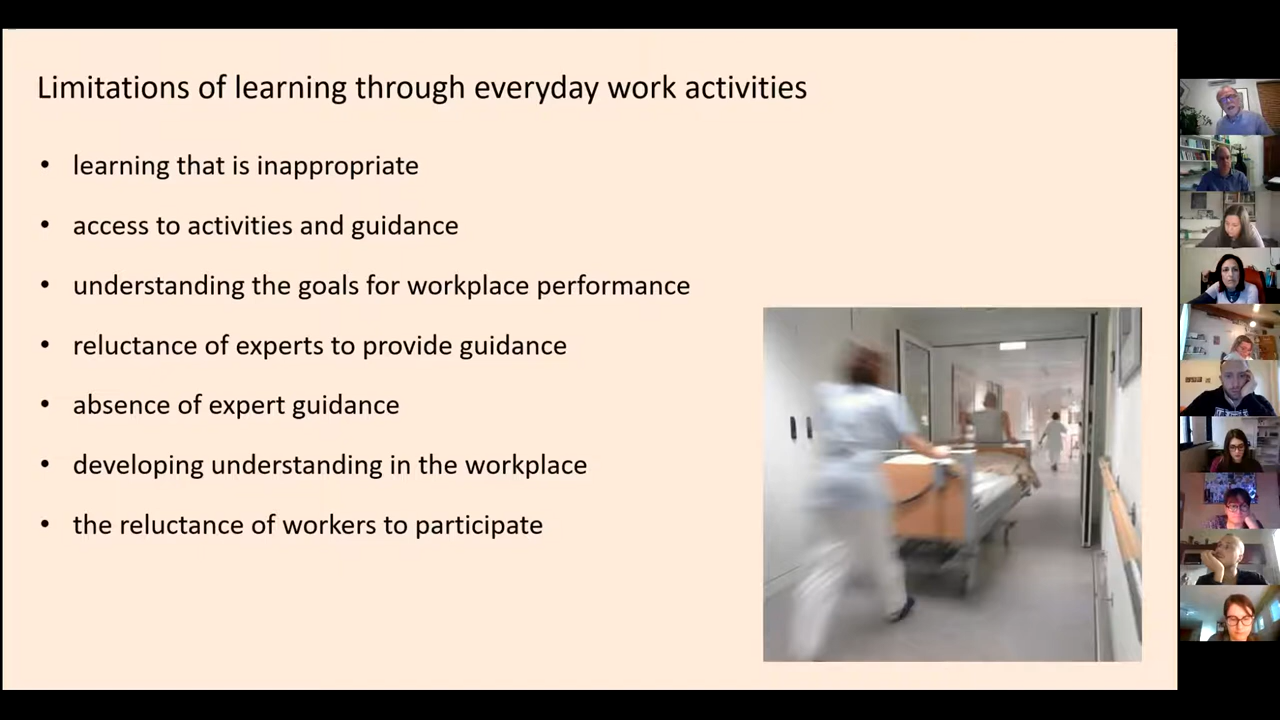 Limitations of learning through everyday work activities
• learning that is inappropriate
• access to activities and guidance
• understanding the goals for workplace performance
• reluctance of experts to provide guidance
• absence of expert guidance
• developing understanding in the workplace
• the reluctance of workers to participate